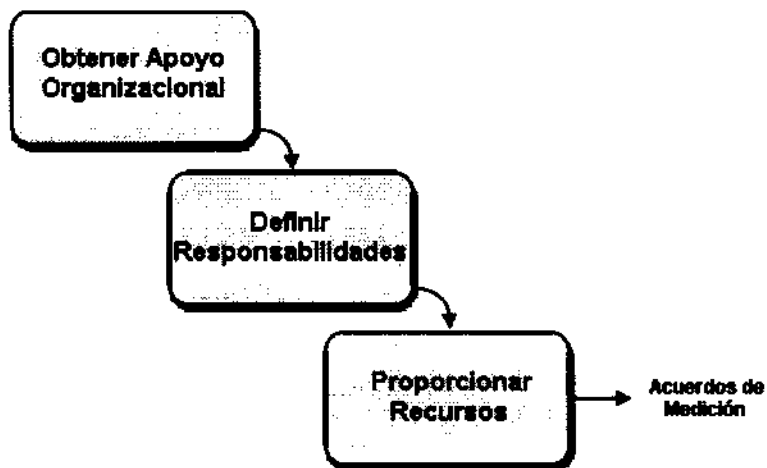 Obtener Apoyo
Organizacional
Definir
Responsabilidades
Proporcionar
Recursos
Acuerdos de
Medición